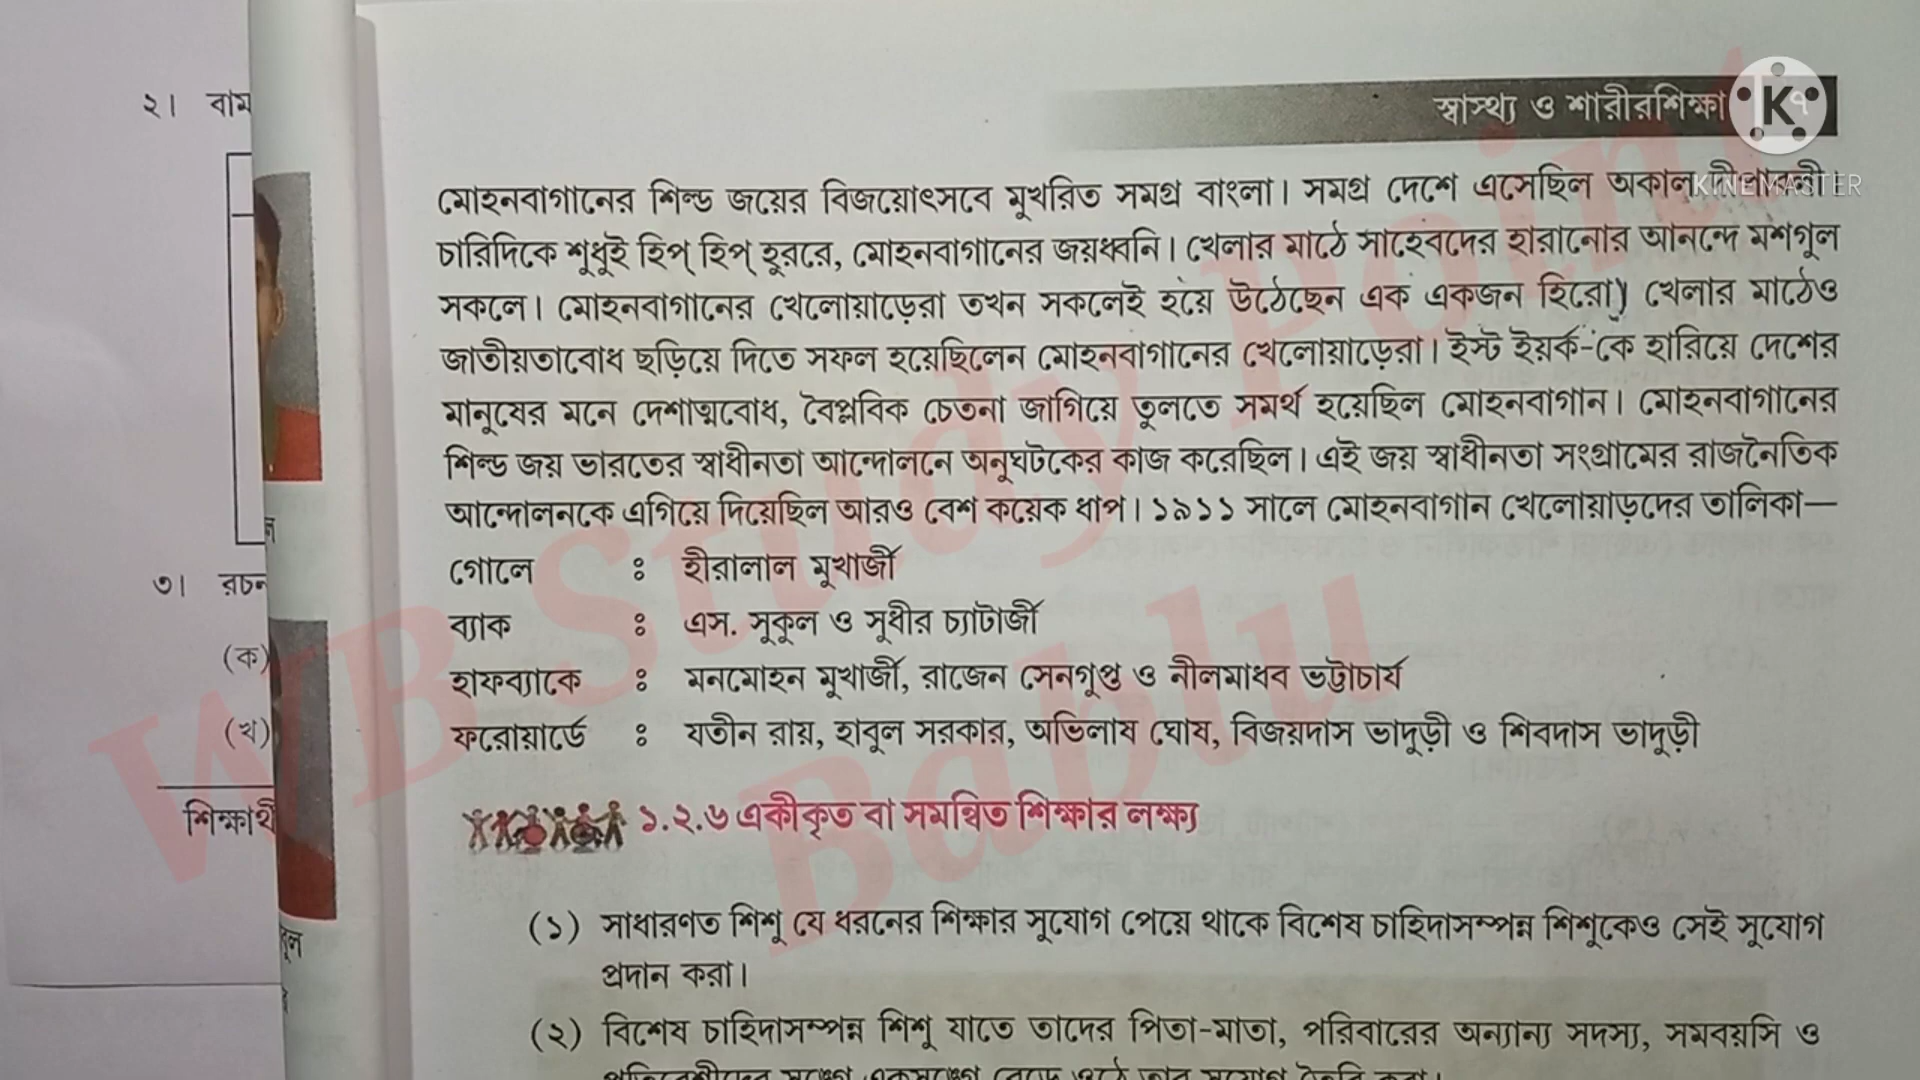 স্বাস্থ্য ও শারীরশিক্ষা ৭
KINEMASTER
মোহনবাগানের শিল্ড জয়ের বিজয়োৎসবে মুখরিত সমগ্র বাংলা। সমগ্র দেশে এসেছিল অকাল
চারিদিকে শুধুই হিপ্ হিপ্ হুররে, মোহনবাগানের জয়ধ্বনি। খেলার মাঠে সাহেবদের হারানোর আনন্দে মশগুল
সকলে। মোহনবাগানের খেলোয়াড়েরা তখন সকলেই হয়ে উঠেছেন এক একজন হিরো) খেলার মাঠেও
জাতীয়তাবোধ ছড়িয়ে দিতে সফল হয়েছিলেন মোহনবাগানের খেলোয়াড়েরা। ইস্ট ইয়র্ক-কে হারিয়ে দেশের
মানুষের মনে দেশাত্মবোধ, বৈপ্লবিক চেতনা জাগিয়ে তুলতে সমর্থ হয়েছিল মোহনবাগান। মোহনবাগানের
শিল্ড জয় ভারতের স্বাধীনতা আন্দোলনে অনুঘটকের কাজ করেছিল। এই জয় স্বাধীনতা সংগ্রামের রাজনৈতিক
আন্দোলনকে এগিয়ে দিয়েছিল আরও বেশ কয়েক ধাপ। ১৯১১ সালে মোহনবাগান খেলোয়াড়দের তালিকা—
গোলে : হীরালাল মুখার্জী
ব্যাক : এস. সুকুল ও সুধীর চ্যাটার্জী
হাফব্যাকে : মনমোহন মুখার্জী, রাজেন সেনগুপ্ত ও নীলমাধব ভট্টাচার্য
ফরোয়ার্ডে : যতীন রায়, হাবুল সরকার, অভিলাষ ঘোষ, বিজয়দাস ভাদুড়ী ও শিবদাস ভাদুড়ী
১.২.৬ একীকৃত বা সমন্বিত শিক্ষার লক্ষ্য
(১) সাধারণত শিশু যে ধরনের শিক্ষার সুযোগ পেয়ে থাকে বিশেষ চাহিদাসম্পন্ন শিশুকেও সেই সুযোগ
প্রদান করা।
(২) বিশেষ চাহিদাসম্পন্ন শিশু যাতে তাদের পিতা-মাতা, পরিবারের অন্যান্য সদস্য, সমবয়সি ও
WB Study Point
Bablu
২। বাম
৩। রচন
(ক)
(খ)
শিক্ষার্থী